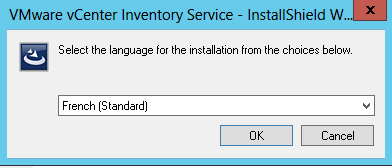 VMware vCenter Inventory Service - InstallShield W...
x
Select the language for the installation from the choices below.
French (Standard)
OK
Cancel